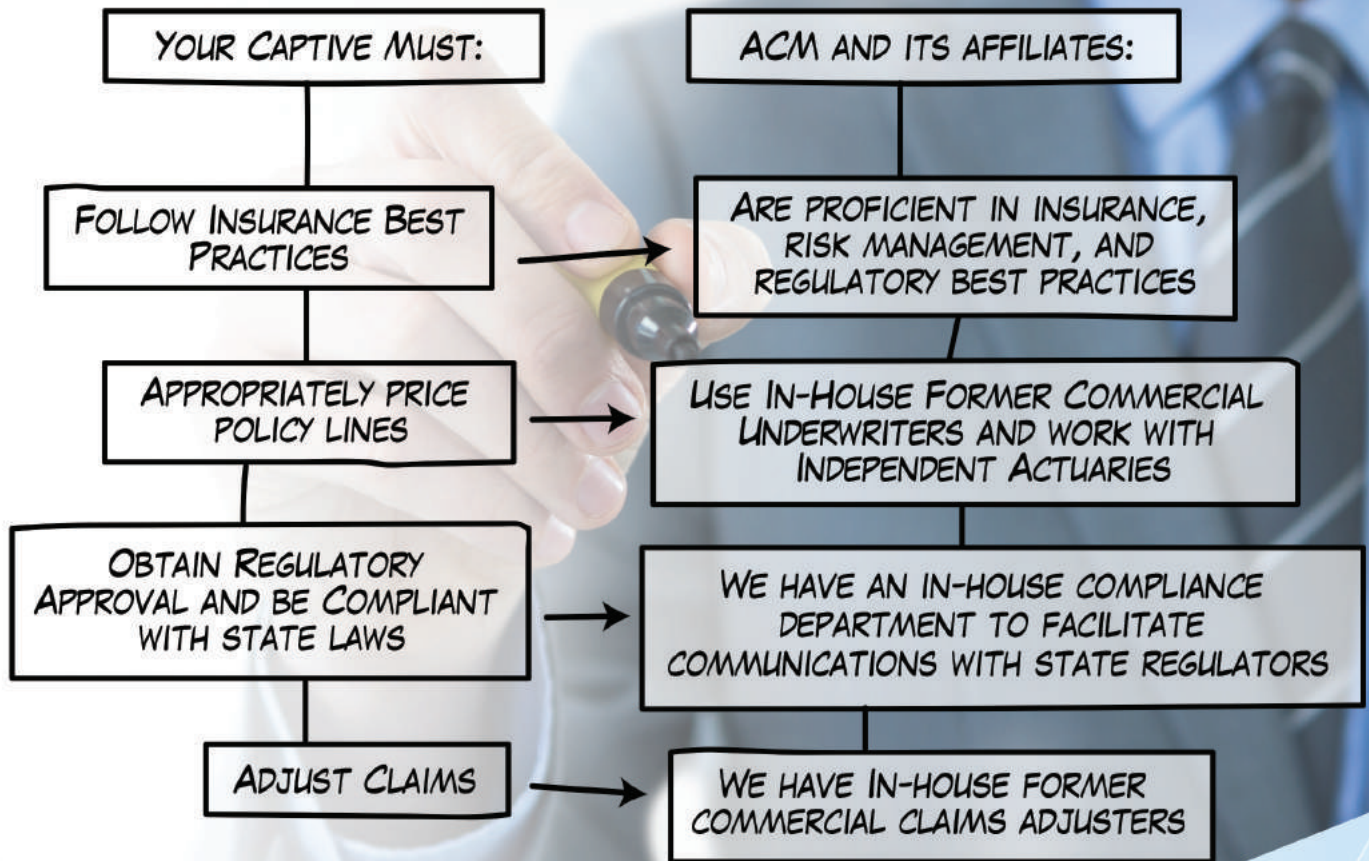 YOUR CAPTIVE MUST:
FOLLOW INSURANCE BEST
PRACTICES
APPROPRIATELY PRICE
POLICY LINES
OBTAIN REGULATORY
APPROVAL AND BE COMPLIANT
WITH STATE LAWS
ADJUST CLAIMS
ACM AND ITS AFFILIATES:
ARE PROFICIENT IN INSURANCE,
RISK MANAGEMENT, AND
REGULATORY BEST PRACTICES
USE IN-HOUSE FORMER COMMERCIAL
UNDERWRITERS AND WORK WITH
INDEPENDENT ACTUARIES
WE HAVE AN IN-HOUSE COMPLIANCE
DEPARTMENT TO FACILITATE
COMMUNICATIONS WITH STATE REGULATORS
WE HAVE IN-HOUSE FORMER
COMMERCIAL CLAIMS ADJUSTERS